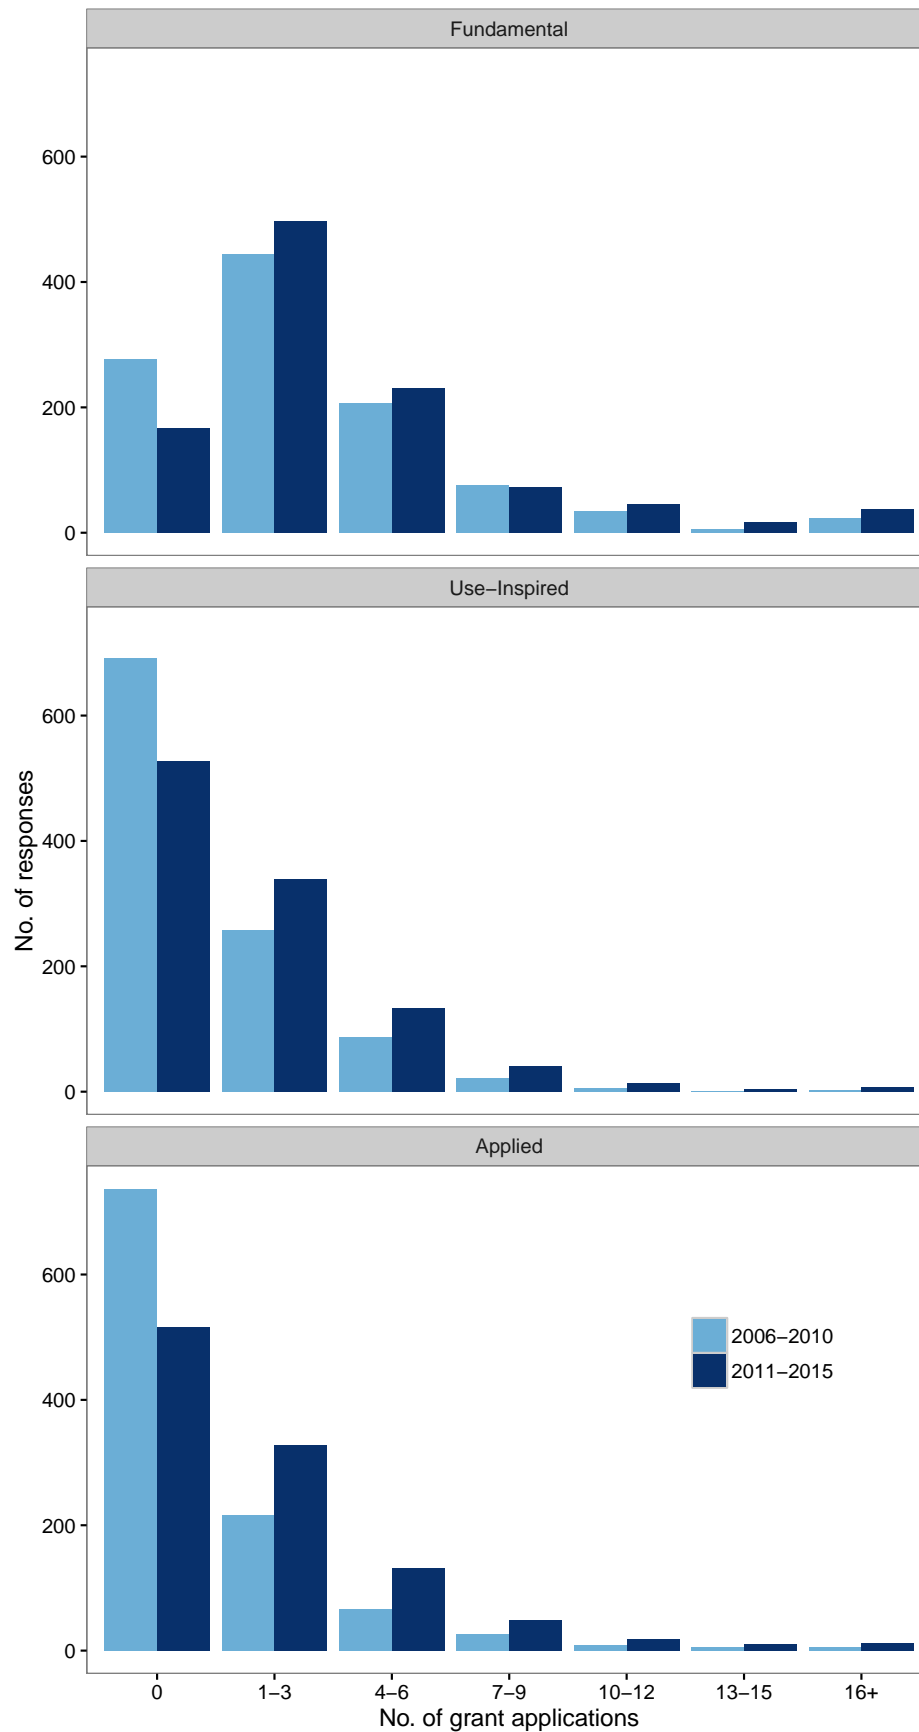 Fundamental
600
400
200
0
Use−Inspired
600
400
200
0
No. of responses
Applied
600
400
200
0
2006−2010
2011−2015
0 1−3 4−6 7−9 10−12 13−15 16+
No. of grant applications